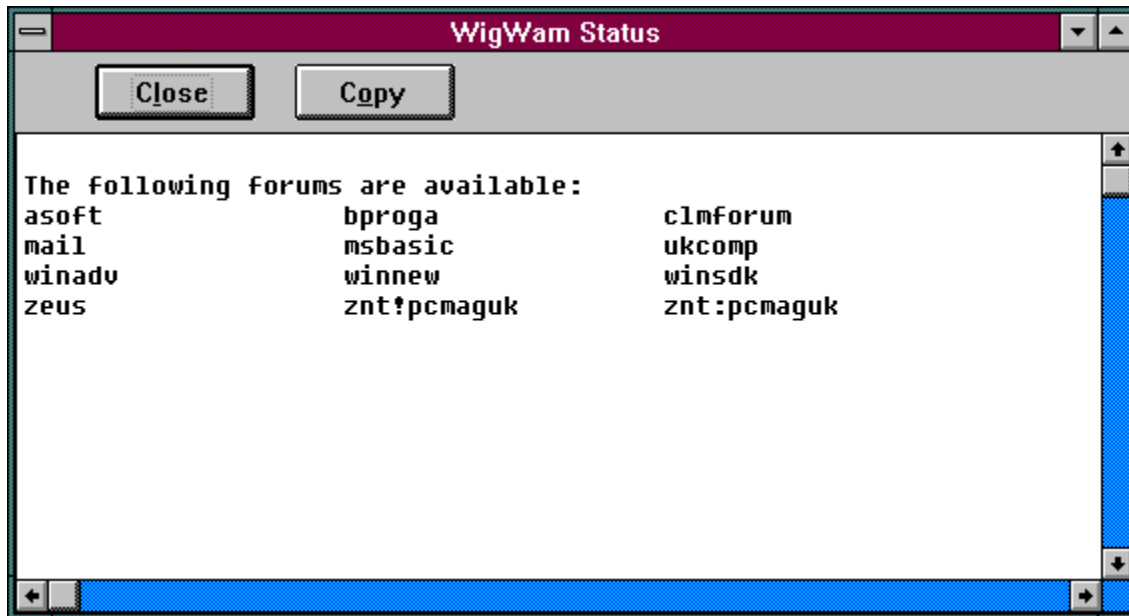 WigWam Status
Close Copy
The following forums are available:
asoft bproga clmforum
mail msbasic ukcomp
winadv winnew winsdk
zeus znt!pcmaguk znt:pcmaguk